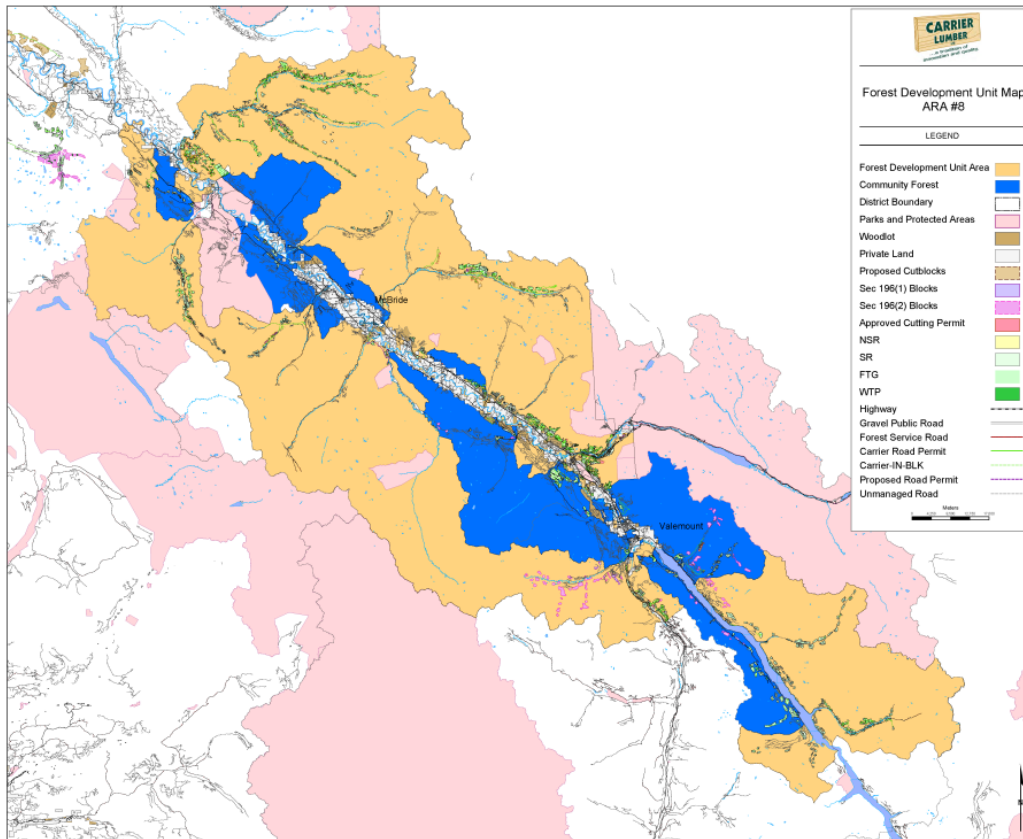 CARRIER
LUMBER
... a tradition of
Forest Development Unit Map
ARA #8
LEGEND
Forest Development Unit Area
Community Forest
District Boundary
Parks and Protected Areas
Woodlot
Private Land
Proposed Cutblocks
Sec 196(1) Blocks
Sec 196(2) Blocks
Approved Cutting Permit
NSR
SR
FTG
WTP
Highway
Gravel Public Road
Forest Service Road
Carrier Road Permit
Carrier-IN-BLK
Proposed Road Permit
Unmanaged Road
Meters
McBride
Valemount